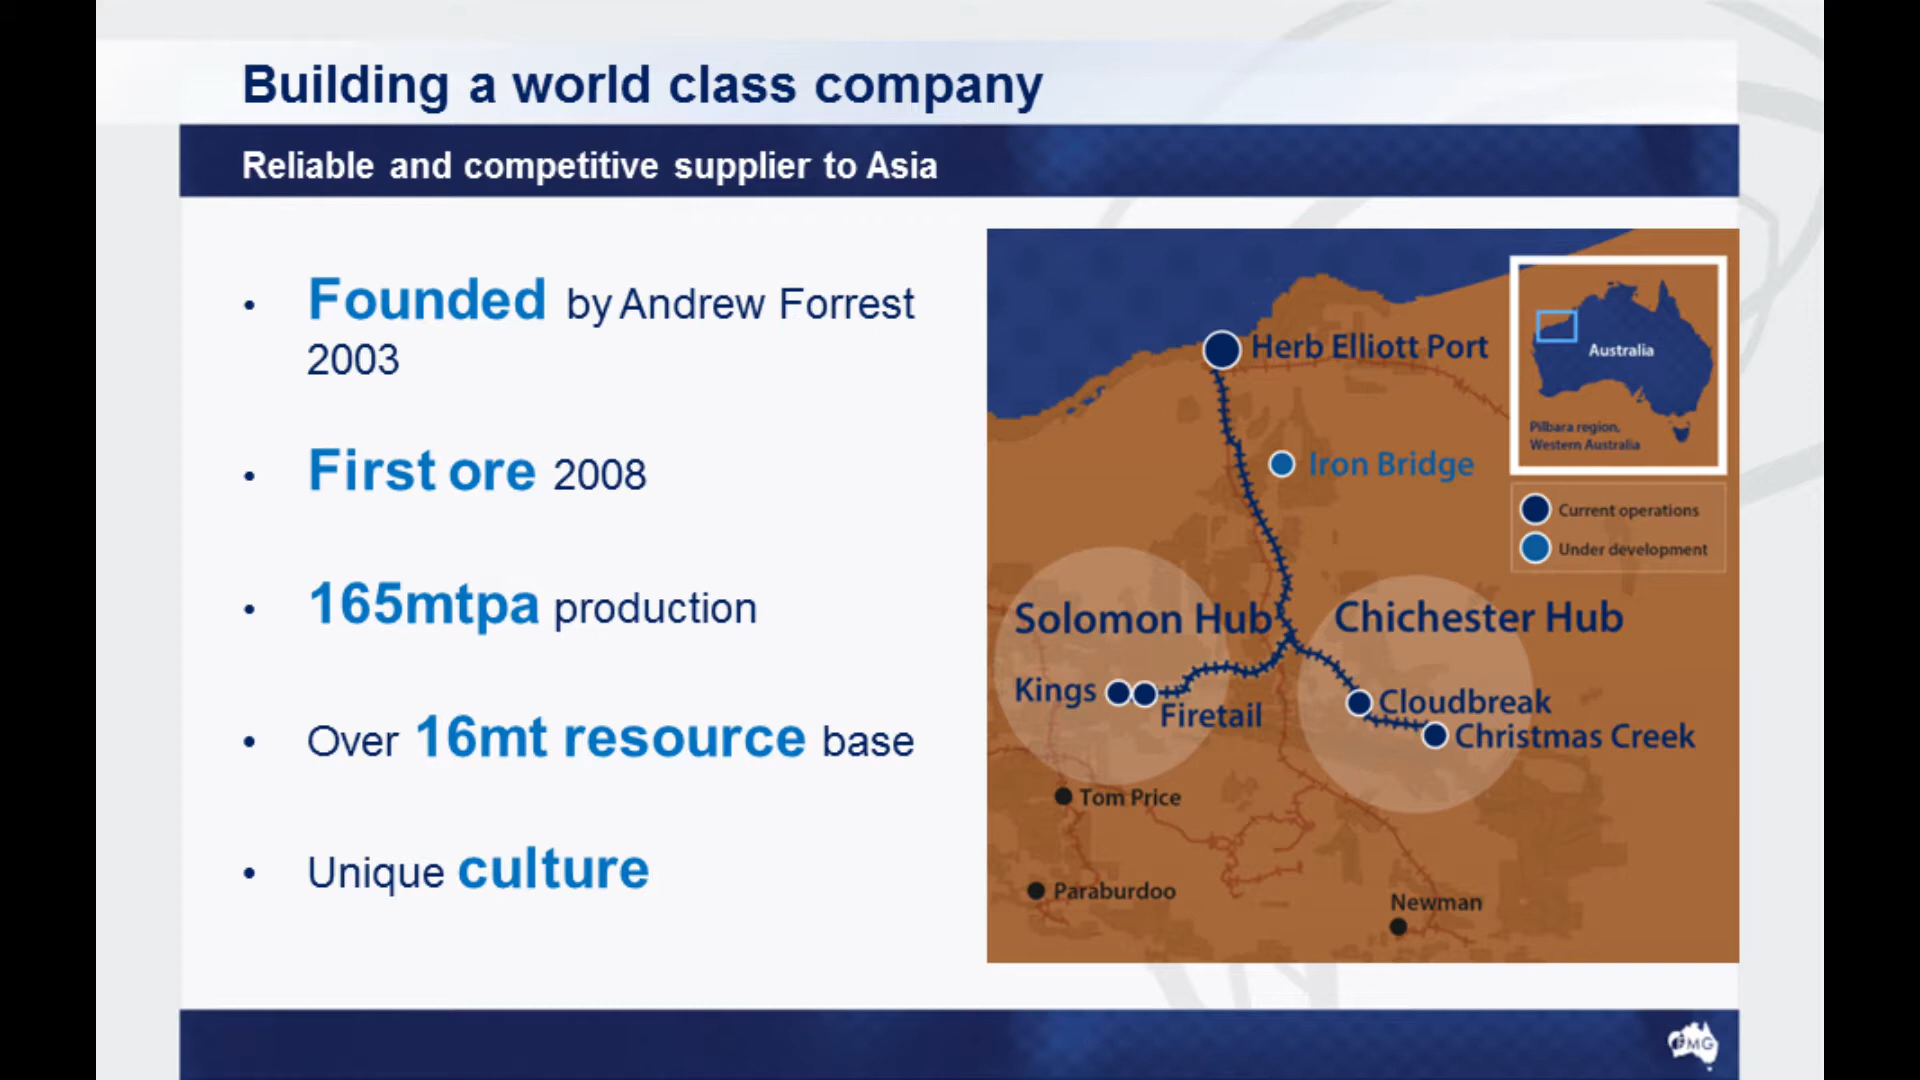 Building a world class company
Reliable and competitive supplier to Asia
• Founded by Andrew Forrest
2003
• First ore 2008
• 165mtpa production
• Over 16mt resource base
• Unique culture
Herb Elliott Port
Iron Bridge
Australia
Pilbara region,
Western Australia
Current operations
Under development
Solomon Hub
Chichester Hub
Kings
Firetail
Cloudbreak
Christmas Creek
Tom Price
Paraburdoo
Newman
FMG